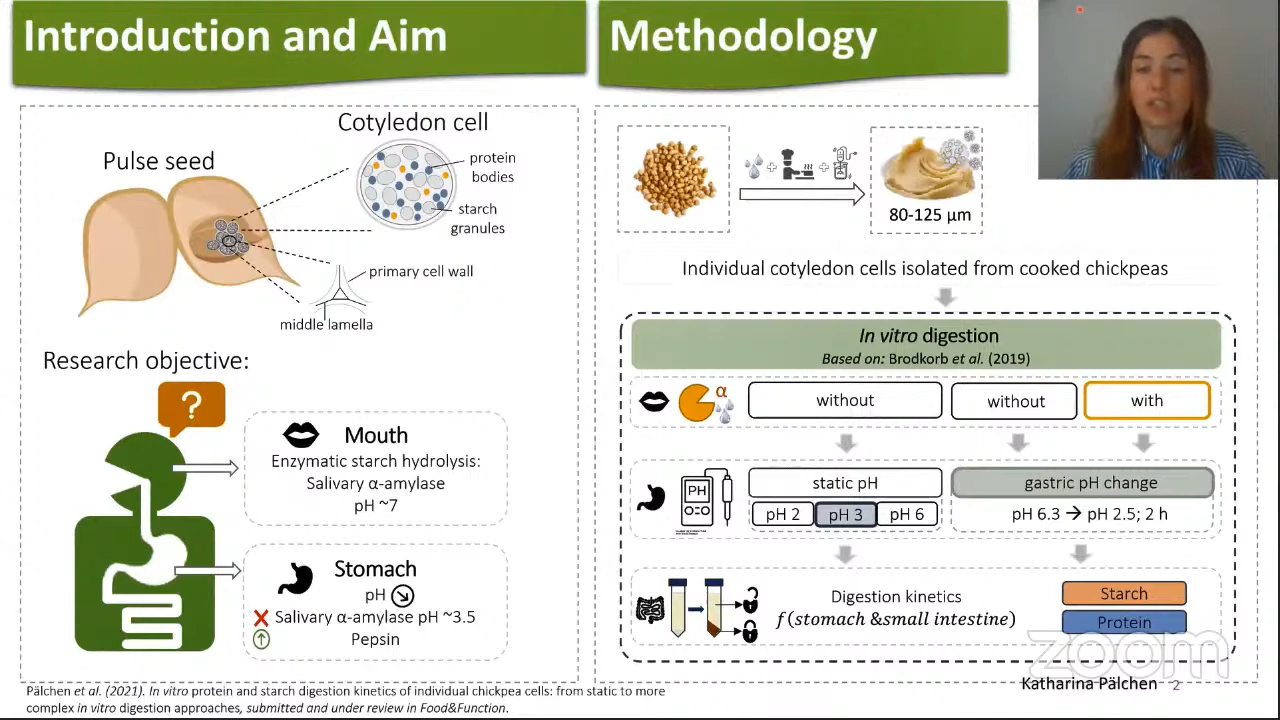 Introduction and Aim
Methodology
Cotyledon cell
Pulse seed
protein
bodies
starch
granules
primary cell wall
middle lamella
Research objective:
?
Mouth
Enzymatic starch hydrolysis:
Salivary α-amylase
pH ~7
Stomach
pH
Salivary α-amylase pH ~3.5
Pepsin
80-125 µm
Individual cotyledon cells isolated from cooked chickpeas
In vitro digestion
Based on: Brodkorb et al. (2019)
α
without
without
with
PH
static pH
gastric pH change
pH 2
pH 3
pH 6
pH 6.3 → pH 2.5; 2 h
Digestion kinetics
f(stomach &small intestine)
Starch
Protein
zoom
Katharina Pälchen 2
Pälchen et al. (2021). In vitro protein and starch digestion kinetics of individual chickpea cells: from static to more
complex in vitro digestion approaches, submitted and under review in Food&Function.